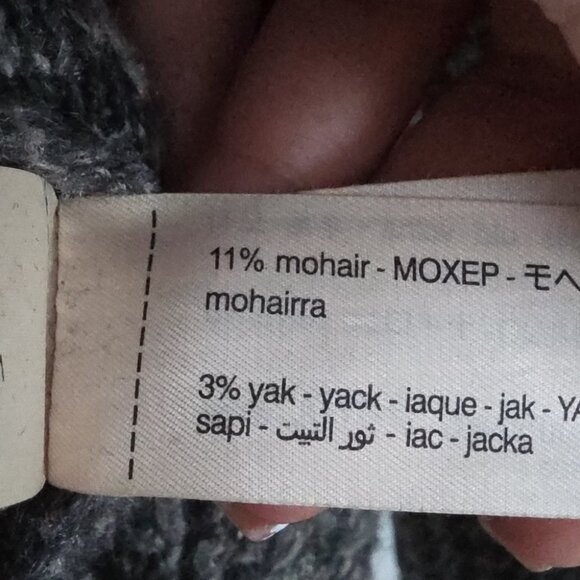 11% mohair - MOXEP - モヘ
mohairra
3% yak - yack - iaque - jak - YA
sapi - ثور التيبت - iac - jacka